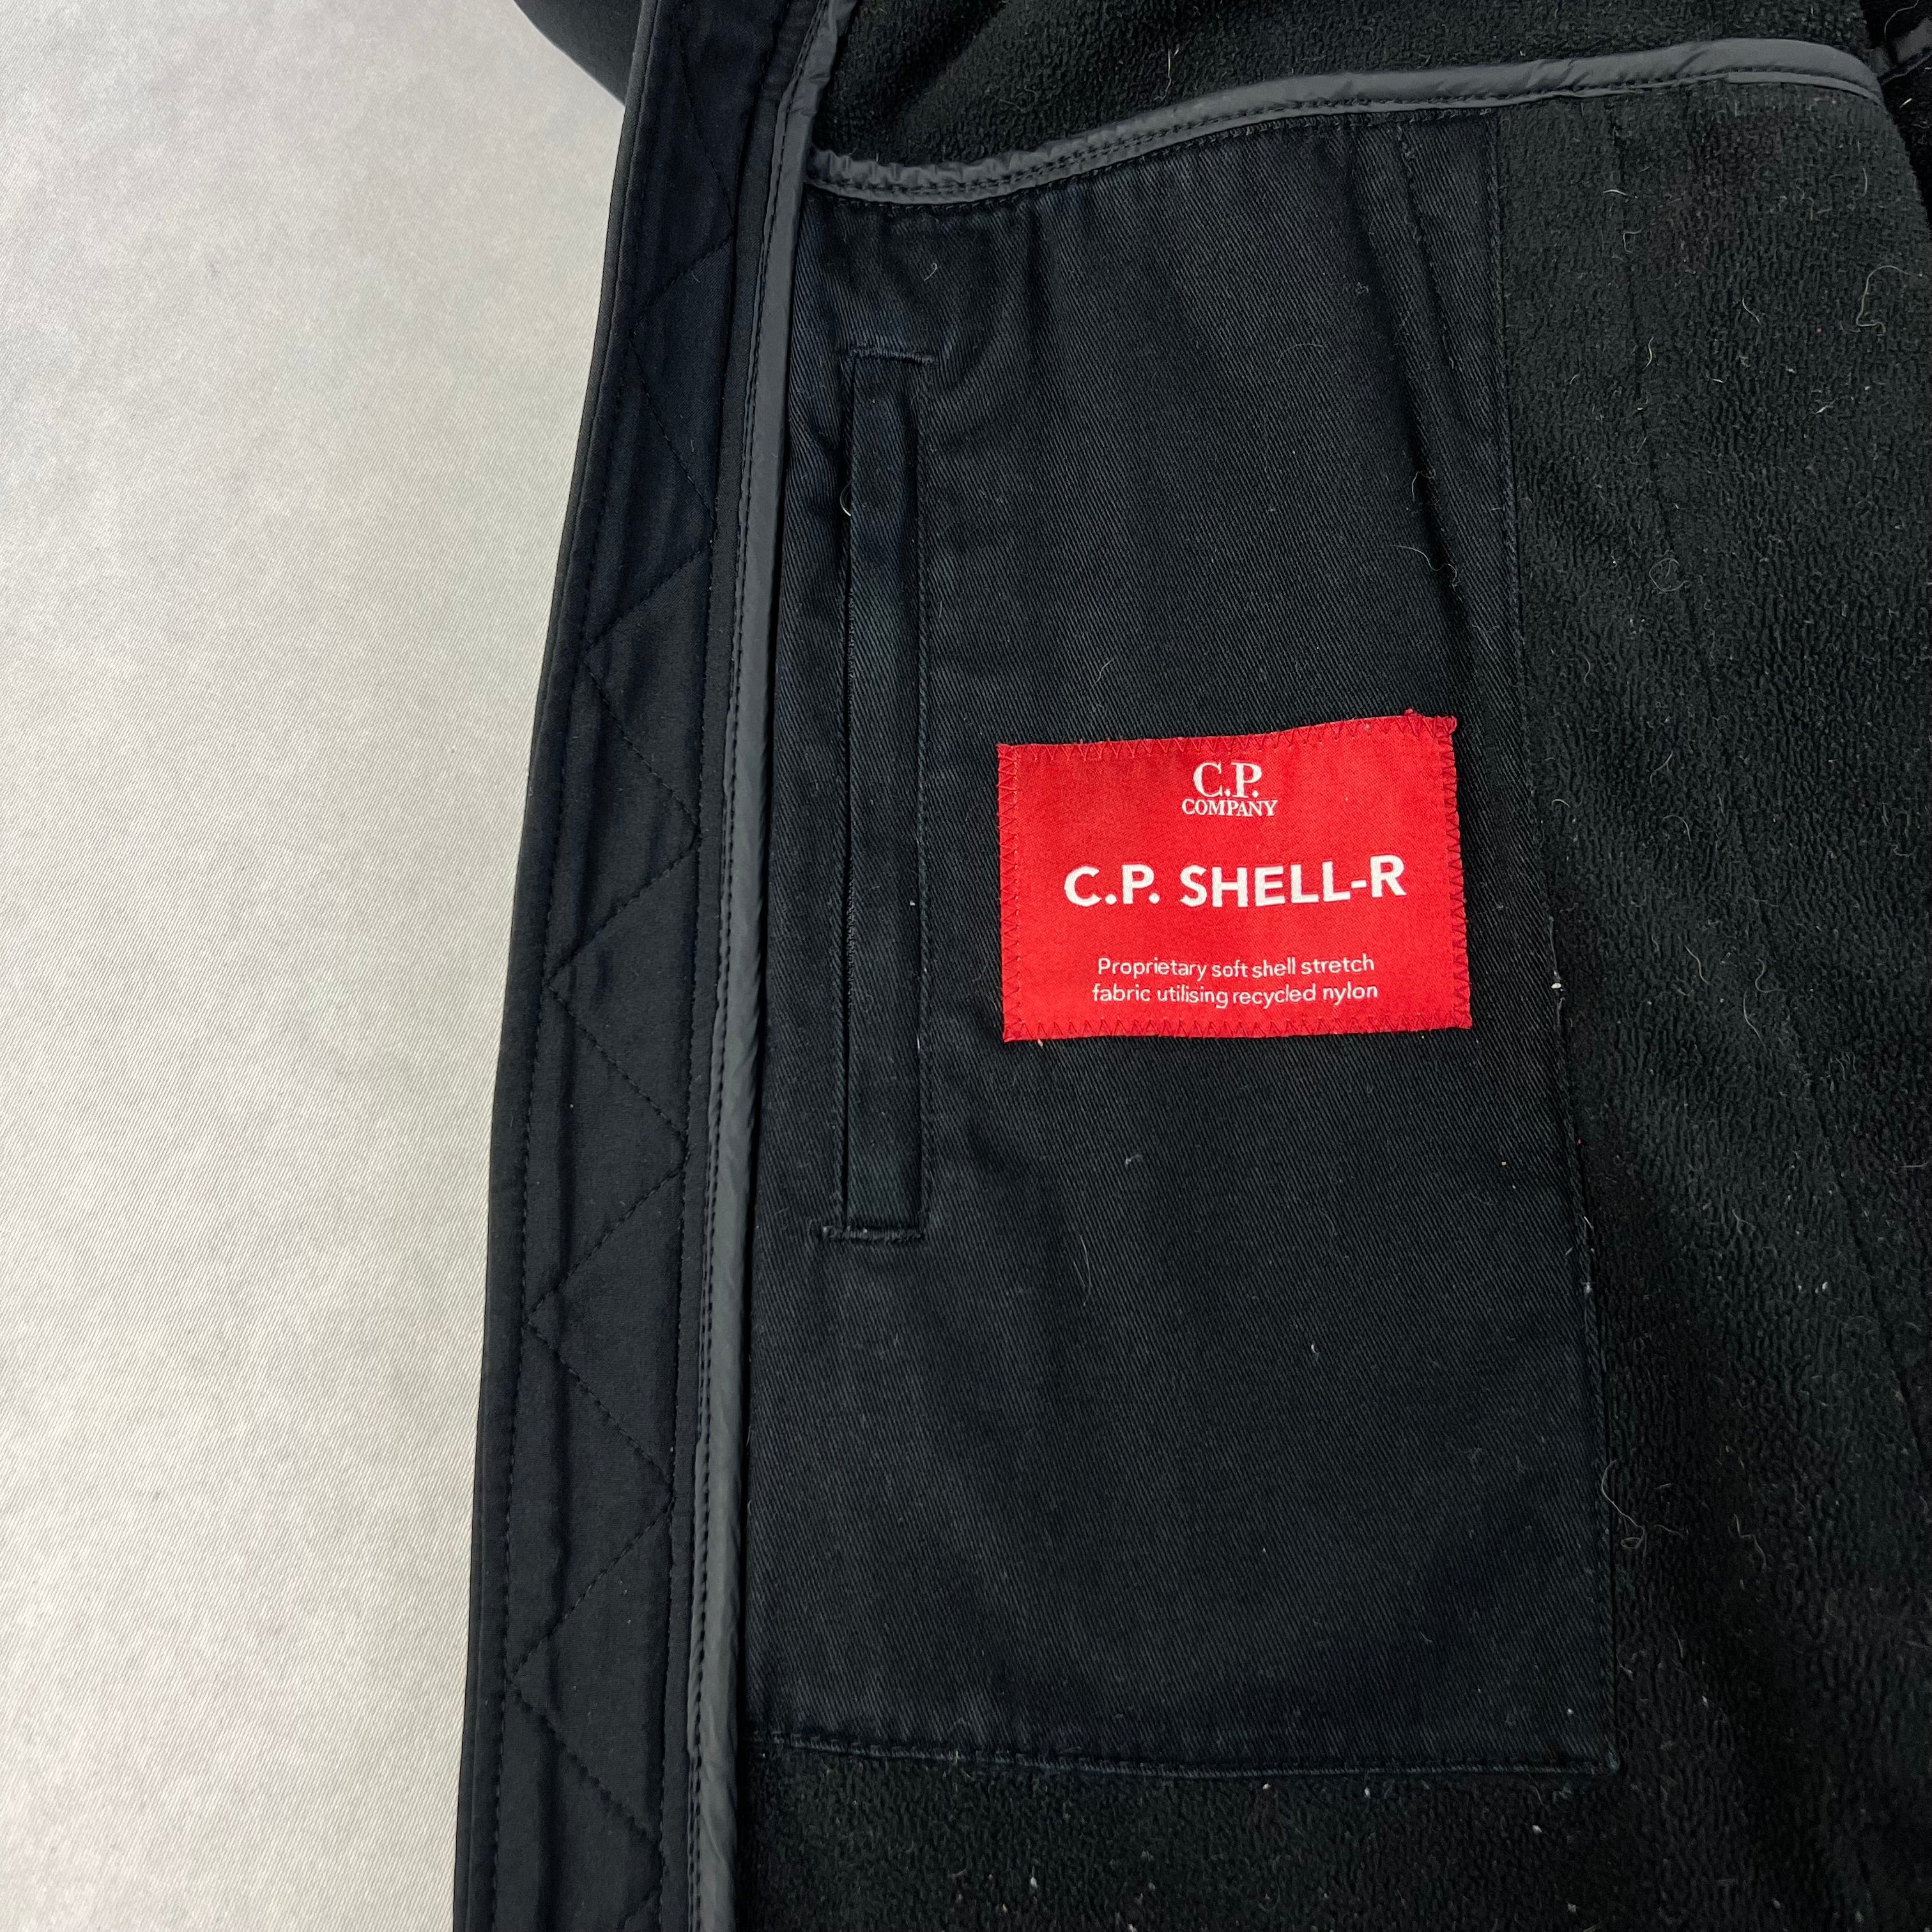 C.P.
COMPANY
C.P. SHELL-R
Proprietary soft shell stretch
fabric utilising recycled nylon